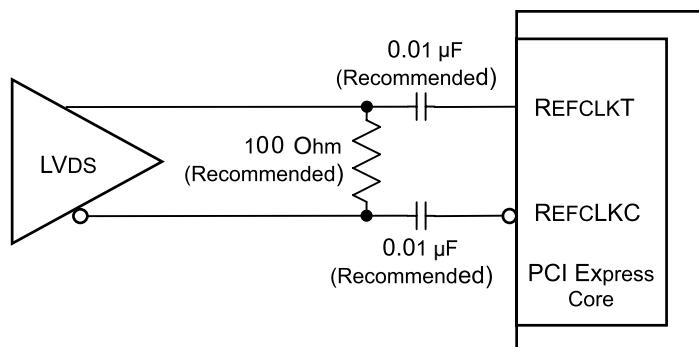 0.01 µF
(Recommended)
REFCLKT
100 Ohm
(Recommended)
LVDS
REFCLKC
0.01 µF
(Recommended)
PCI Express
Core